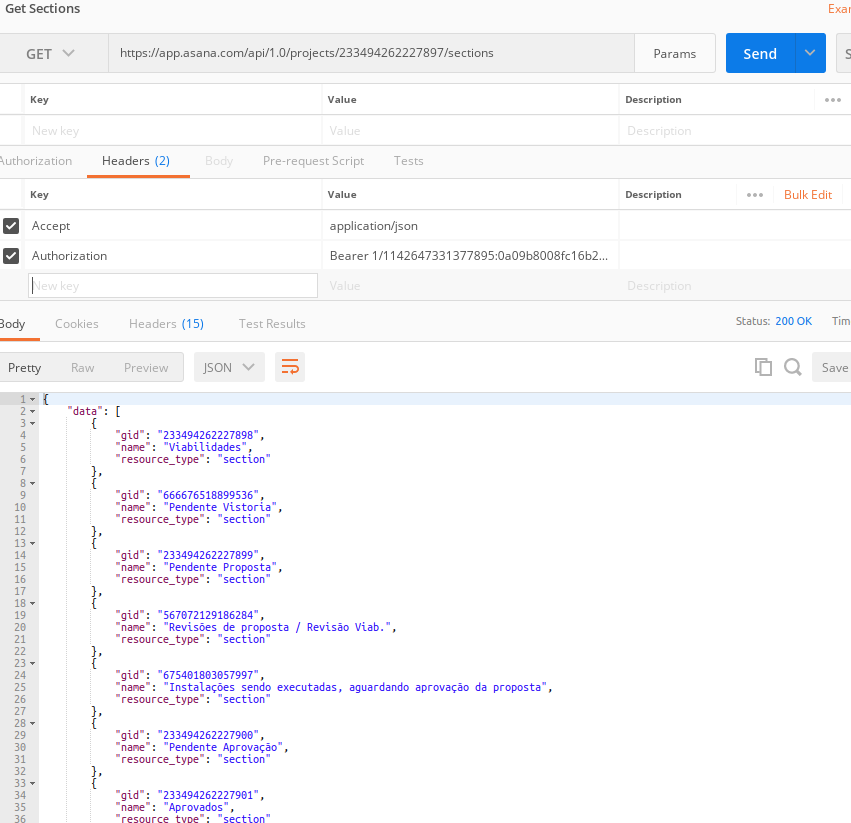 Get Sections
GET https://app.asana.com/api/1.0/projects/233494262227897/sections Params Send
Key Value Description
New key Value Description
Authorization Headers (2) Body Pre-request Script Tests
Key Value Description Bulk Edit
Accept application/json
Authorization Bearer 1/1142647331377895:0a09b8008fc16b2...
New key Value Description
Body Cookies Headers (15) Test Results Status: 200 OK
Pretty Raw Preview JSON Save
1 {
2 "data": [
3 {
4 "gid": "233494262227898",
5 "name": "Viabilidades",
6 "resource_type": "section"
7 },
8 {
9 "gid": "666676518899536",
10 "name": "Pendente Vistoria",
11 "resource_type": "section"
12 },
13 {
14 "gid": "233494262227899",
15 "name": "Pendente Proposta",
16 "resource_type": "section"
17 },
18 {
19 "gid": "567072129186284",
20 "name": "Revisões de proposta / Revisão Viab.",
21 "resource_type": "section"
22 },
23 {
24 "gid": "675401803057997",
25 "name": "Instalações sendo executadas, aguardando aprovação da proposta",
26 "resource_type": "section"
27 },
28 {
29 "gid": "233494262227900",
30 "name": "Pendente Aprovação",
31 "resource_type": "section"
32 },
33 {
34 "gid": "233494262227901",
35 "name": "Aprovados",
36 "resource_type": "section"